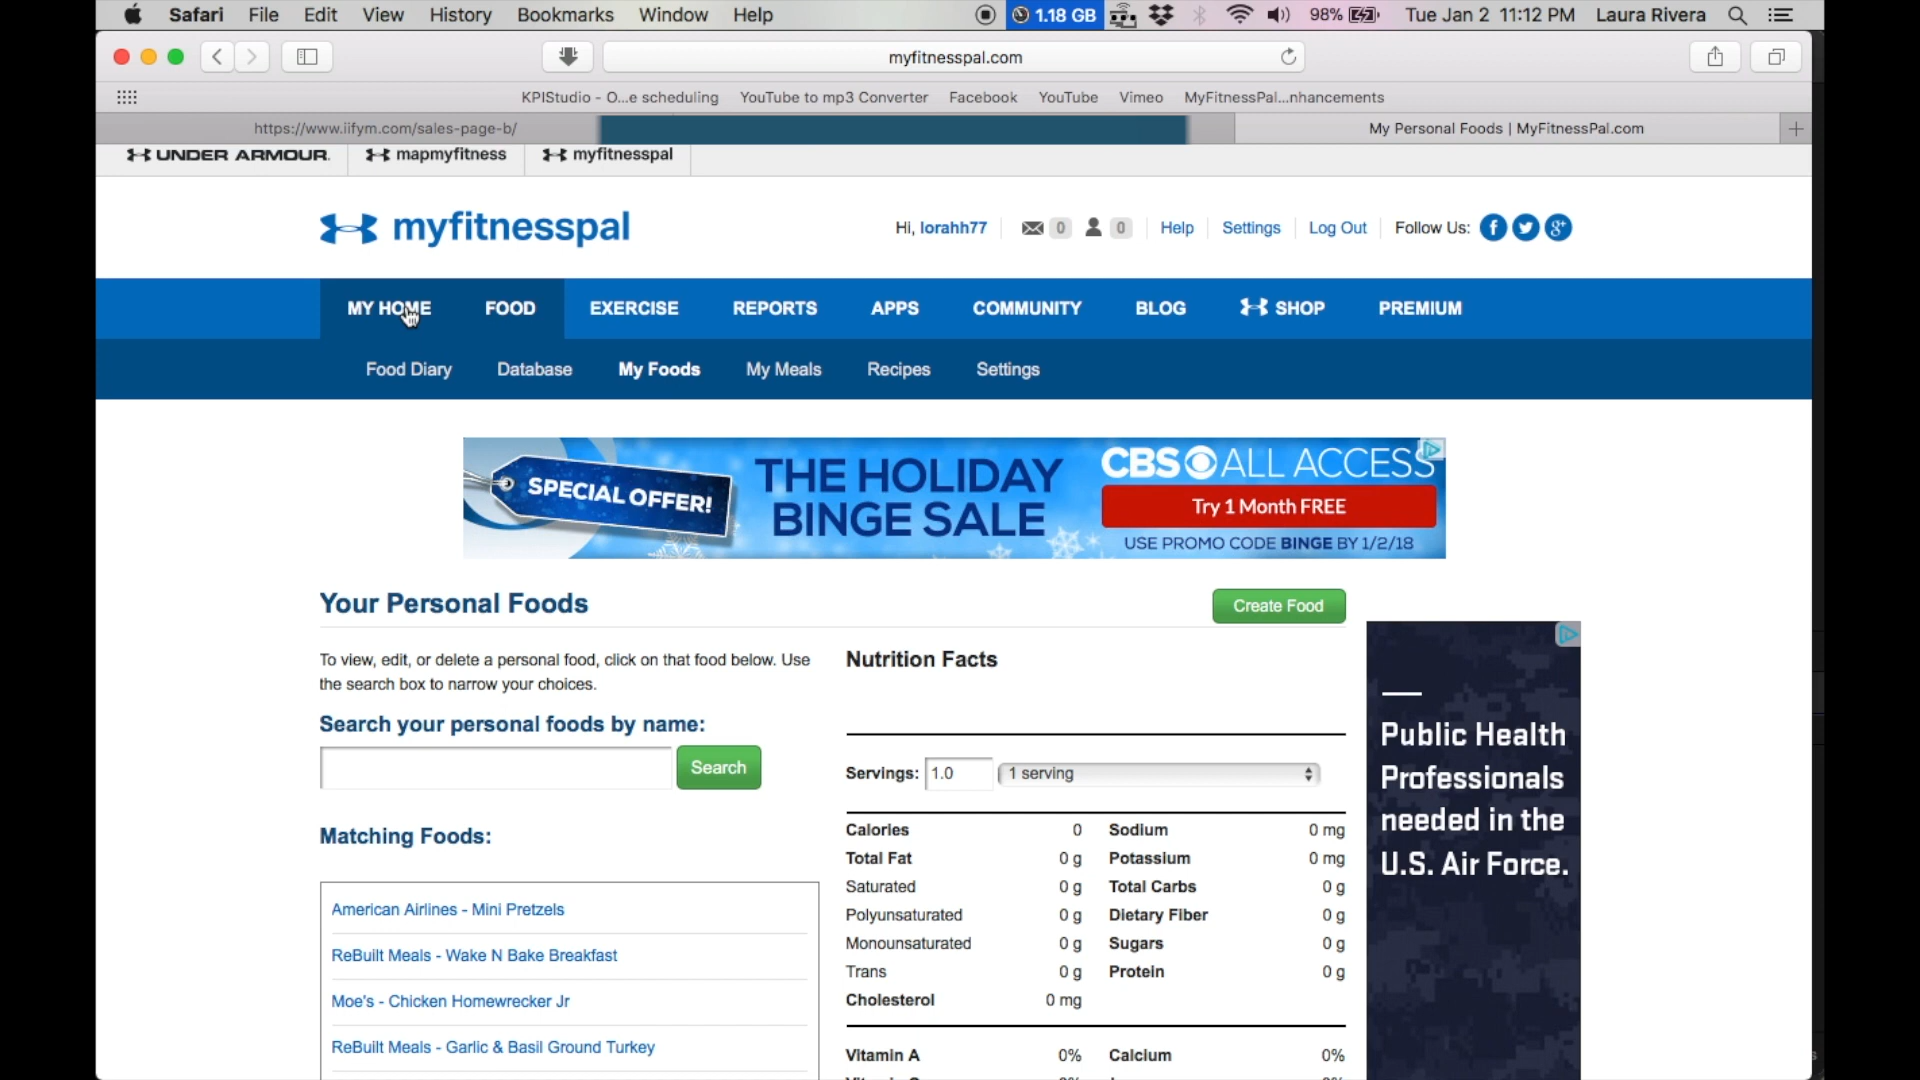 Safari File Edit View History Bookmarks Window Help 1.18 GB 98% Tue Jan 2 11:12 PM Laura Rivera
myfitnesspal.com
KPIStudio - O...e scheduling YouTube to mp3 Converter Facebook YouTube Vimeo MyFitnessPal...nhancements
https://www.iifym.com/sales-page-b/ My Personal Foods | MyFitnessPal.com +
UNDER ARMOUR. mapmyfitness myfitnesspal
myfitnesspal Hi, lorahh77 0 0 Help Settings Log Out Follow Us:
MY HOME FOOD EXERCISE REPORTS APPS COMMUNITY BLOG SHOP PREMIUM
Food Diary Database My Foods My Meals Recipes Settings
SPECIAL OFFER!
THE HOLIDAY
BINGE SALE
CBS ALL ACCESS
Try 1 Month FREE
USE PROMO CODE BINGE BY 1/2/18
Your Personal Foods
Create Food
To view, edit, or delete a personal food, click on that food below. Use
the search box to narrow your choices.
Search your personal foods by name:
Search
Matching Foods:
American Airlines - Mini Pretzels
ReBuilt Meals - Wake N Bake Breakfast
Moe's - Chicken Homewrecker Jr
ReBuilt Meals - Garlic & Basil Ground Turkey
Nutrition Facts
Servings: 1.0 1 serving
Calories 0 Sodium 0 mg
Total Fat 0 g Potassium 0 mg
Saturated 0 g Total Carbs 0 g
Polyunsaturated 0 g Dietary Fiber 0 g
Monounsaturated 0 g Sugars 0 g
Trans 0 g Protein 0 g
Cholesterol 0 mg
Vitamin A 0% Calcium 0%
Public Health
Professionals
needed in the
U.S. Air Force.